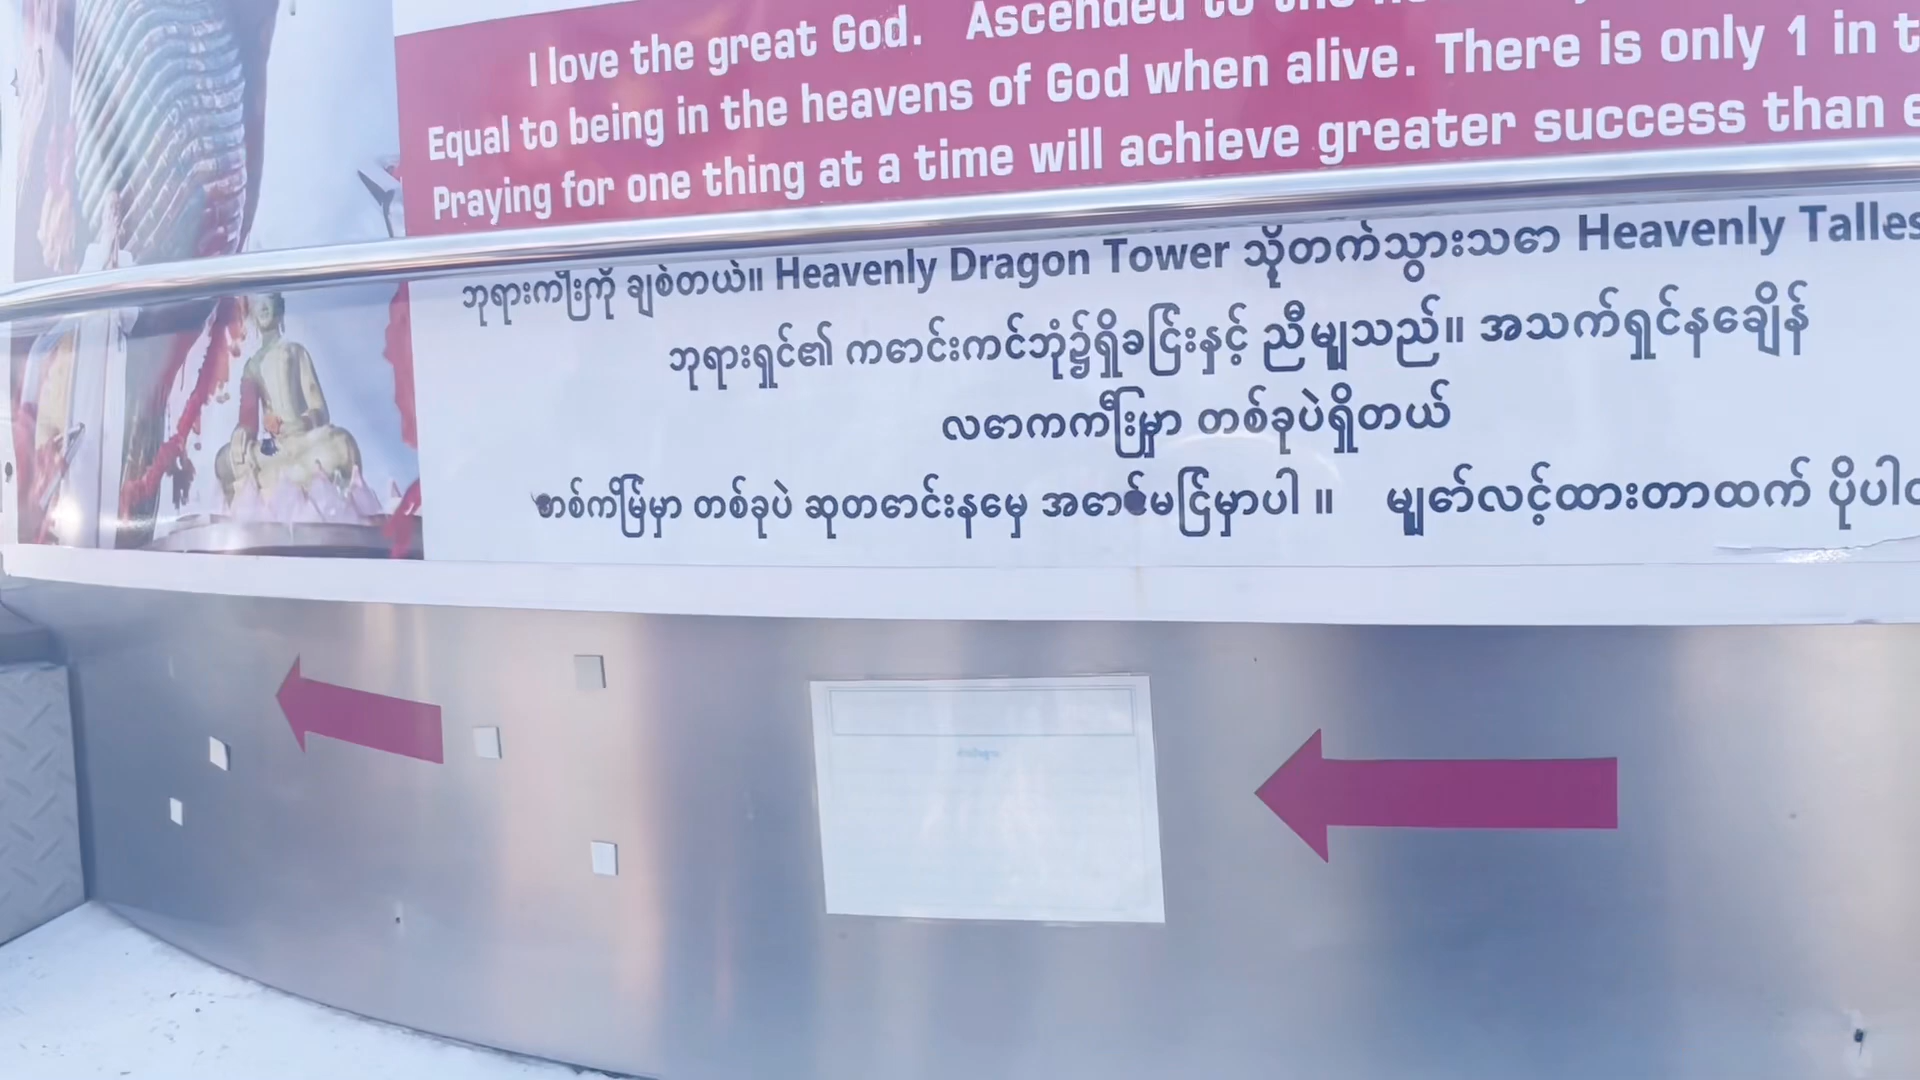 I love the great God. Ascended to the
Equal to being in the heavens of God when alive. There is only 1 in
Praying for one thing at a time will achieve greater success than
ဘုရားကြီးကို ချစ်တယ်။ Heavenly Dragon Tower သို့တက်သွားသော Heavenly
ဘုရားရှင်၏ ကောင်းကင်ဘုံ၌ရှိခြင်းနှင့် ညီမျှသည်။ အသက်ရှင်နေချိန်
လောကကြီးမှာ တစ်ခုပဲရှိတယ်
တစ်ကြိမ်မှာ တစ်ခုပဲ ဆုတောင်းနေမှ အောင်မြင်မှာပါ ။ မျှော်လင့်ထားတာထက်